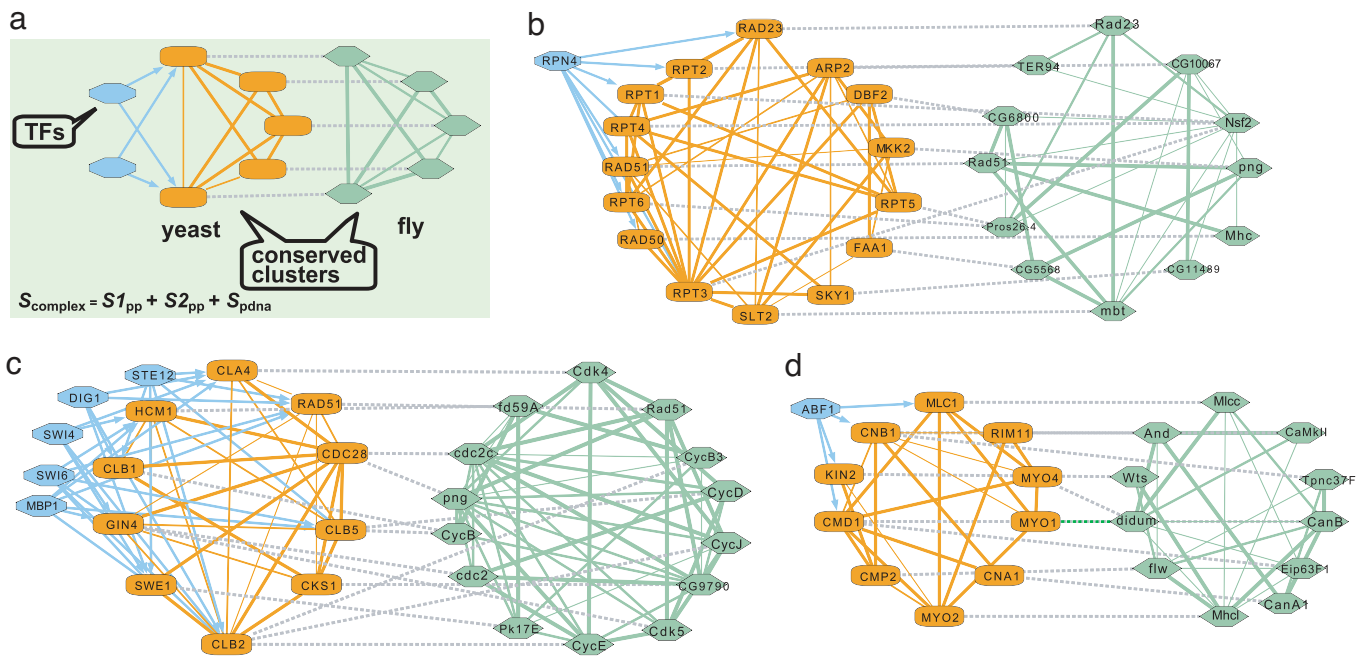 a
TFs
yeast
fly
conserved
clusters
Scomplex = S1pp + S2pp + Spdna
b
RPN4
RAD23
RPT2
ARP2
RPT1
DBF2
RPT4
MKK2
RAD51
RPT6
RPT5
RAD50
FAA1
RPT3
SKY1
SLT2
Rad23
TER94
CG10067
CG6800
Nsf2
Rad51
png
Pros26-4
Mhc
CG5568
CG11489
mbt
c
STE12
CLA4
DIG1
HCM1
RAD51
SWI4
CDC28
CLB1
SWI6
MBP1
GIN4
CLB5
SWE1
CKS1
CLB2
Cdk4
fd59A
Rad51
cdc2c
CycB3
png
CycD
CycB
CycJ
cdc2
CG9790
Pk17E
Cdk5
CycE
d
ABF1
MLC1
CNB1
RIM11
KIN2
MYO4
CMD1
MYO1
CMP2
CNA1
MYO2
Mlcc
And
CaMkII
Wts
Tpnc37F
didum
CanB
flw
Eip63F1
CanA1
Mhcl